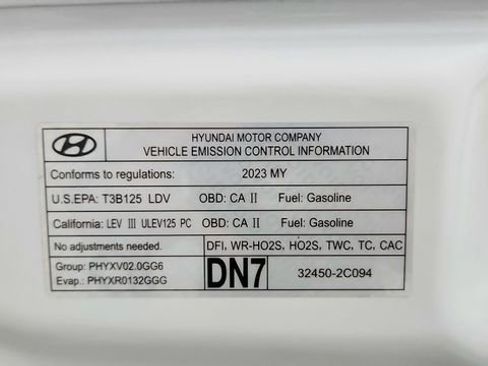 HYUNDAI MOTOR COMPANY
VEHICLE EMISSION CONTROL INFORMATION
Conforms to regulations: 2023 MY
U.S.EPA: T3B125 LDV OBD: CA II Fuel: Gasoline
California: LEV III ULEV125 PC OBD: CA II Fuel: Gasoline
No adjustments needed. DFI, WR-HO2S, HO2S, TWC, TC, CAC
Group: PHYXV02.0GG6
Evap.: PHYXR0132GGG
DN7
32450-2C094